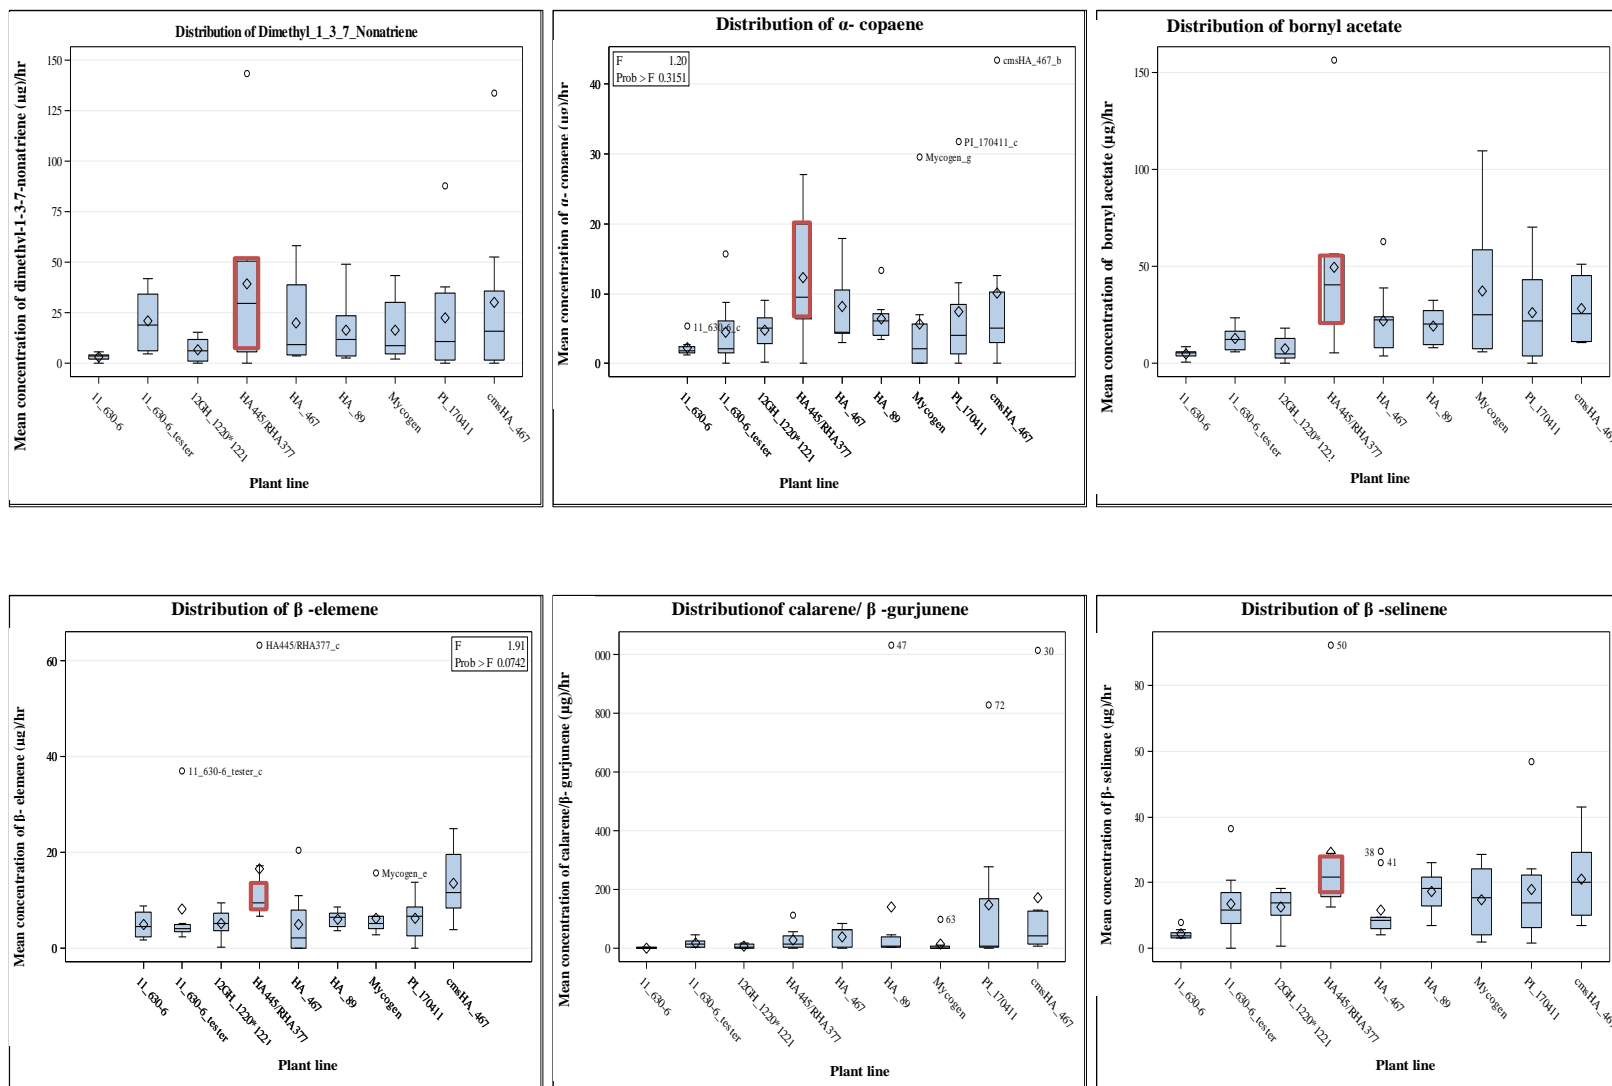 Distribution of Dimethyl_1_3_7_Nonatriene
Mean concentration of dimethyl-1-3-7-nonatriene (µg)/hr
150
125
100
75
50
25
0
11_630-6
11_630-6_tester
12GH_1220*1221
HA445/RHA377
HA_467
HA_89
Mycogen
PI_170411
cmsHA_467
Plant line
Distribution of α- copaene
Mean concentration of α- copaene (µg)/hr
F 1.20
Prob > F 0.3151
40
30
20
10
0
cmsHA_467_b
PI_170411_c
Mycogen_g
11_630-6_c
11_630-6
11_630-6_tester
12GH_1220*1221
HA445/RHA377
HA_467
HA_89
Mycogen
PI_170411
cmsHA_467
Plant line
Distribution of bornyl acetate
Mean concentration of bornyl acetate (µg)/hr
150
100
50
0
11_630-6
11_630-6_tester
12GH_1220*1221
HA445/RHA377
HA_467
HA_89
Mycogen
PI_170411
cmsHA_467
Plant line
Distribution of β -elemene
Mean concentration of β- elemene (µg)/hr
F 1.91
Prob > F 0.0742
60
40
20
0
HA445/RHA377_c
11_630-6_tester_c
Mycogen_e
11_630-6
11_630-6_tester
12GH_1220*1221
HA445/RHA377
HA_467
HA_89
Mycogen
PI_170411
cmsHA_467
Plant line
Distributionof calarene/ β -gurjunene
Mean concentration of calarene/β- gurjunene (µg)/hr
000
800
600
400
200
0
47
30
72
63
11_630-6
11_630-6_tester
12GH_1220*1221
HA445/RHA377
HA_467
HA_89
Mycogen
PI_170411
cmsHA_467
Plant line
Distribution of β -selinene
Mean concentration of β- selinene (µg)/hr
80
60
40
20
0
50
38
41
11_630-6
11_630-6_tester
12GH_1220*1221
HA445/RHA377
HA_467
HA_89
Mycogen
PI_170411
cmsHA_467
Plant line